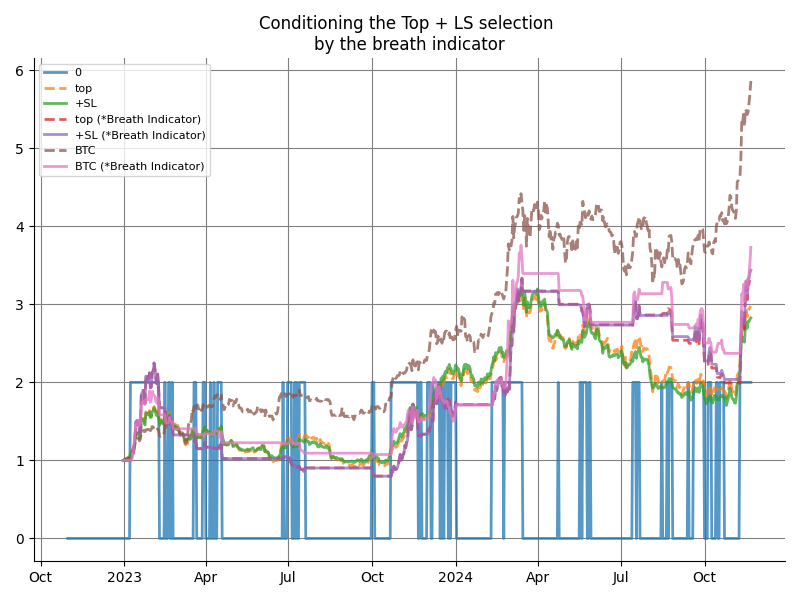 Conditioning the Top + LS selection
by the breath indicator
0
top
+SL
top (*Breath Indicator)
+SL (*Breath Indicator)
BTC
BTC (*Breath Indicator)
6
5
4
3
2
1
0
Oct
2023
Apr
Jul
Oct
2024
Apr
Jul
Oct